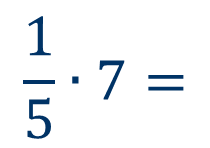 1/5 · 7 =